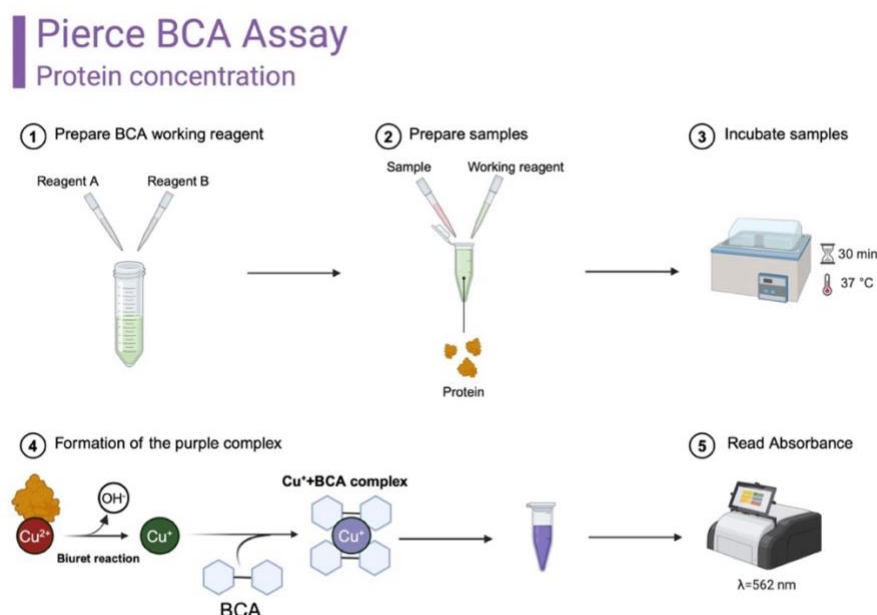 Pierce BCA Assay
Protein concentration
1 Prepare BCA working reagent
Reagent A
Reagent B
2 Prepare samples
Sample
Working reagent
Protein
3 Incubate samples
30 min
37 °C
4 Formation of the purple complex
Cu²⁺
OH⁻
Biuret reaction
Cu⁺
BCA
Cu⁺+BCA complex
Cu⁺
5 Read Absorbance
λ=562 nm